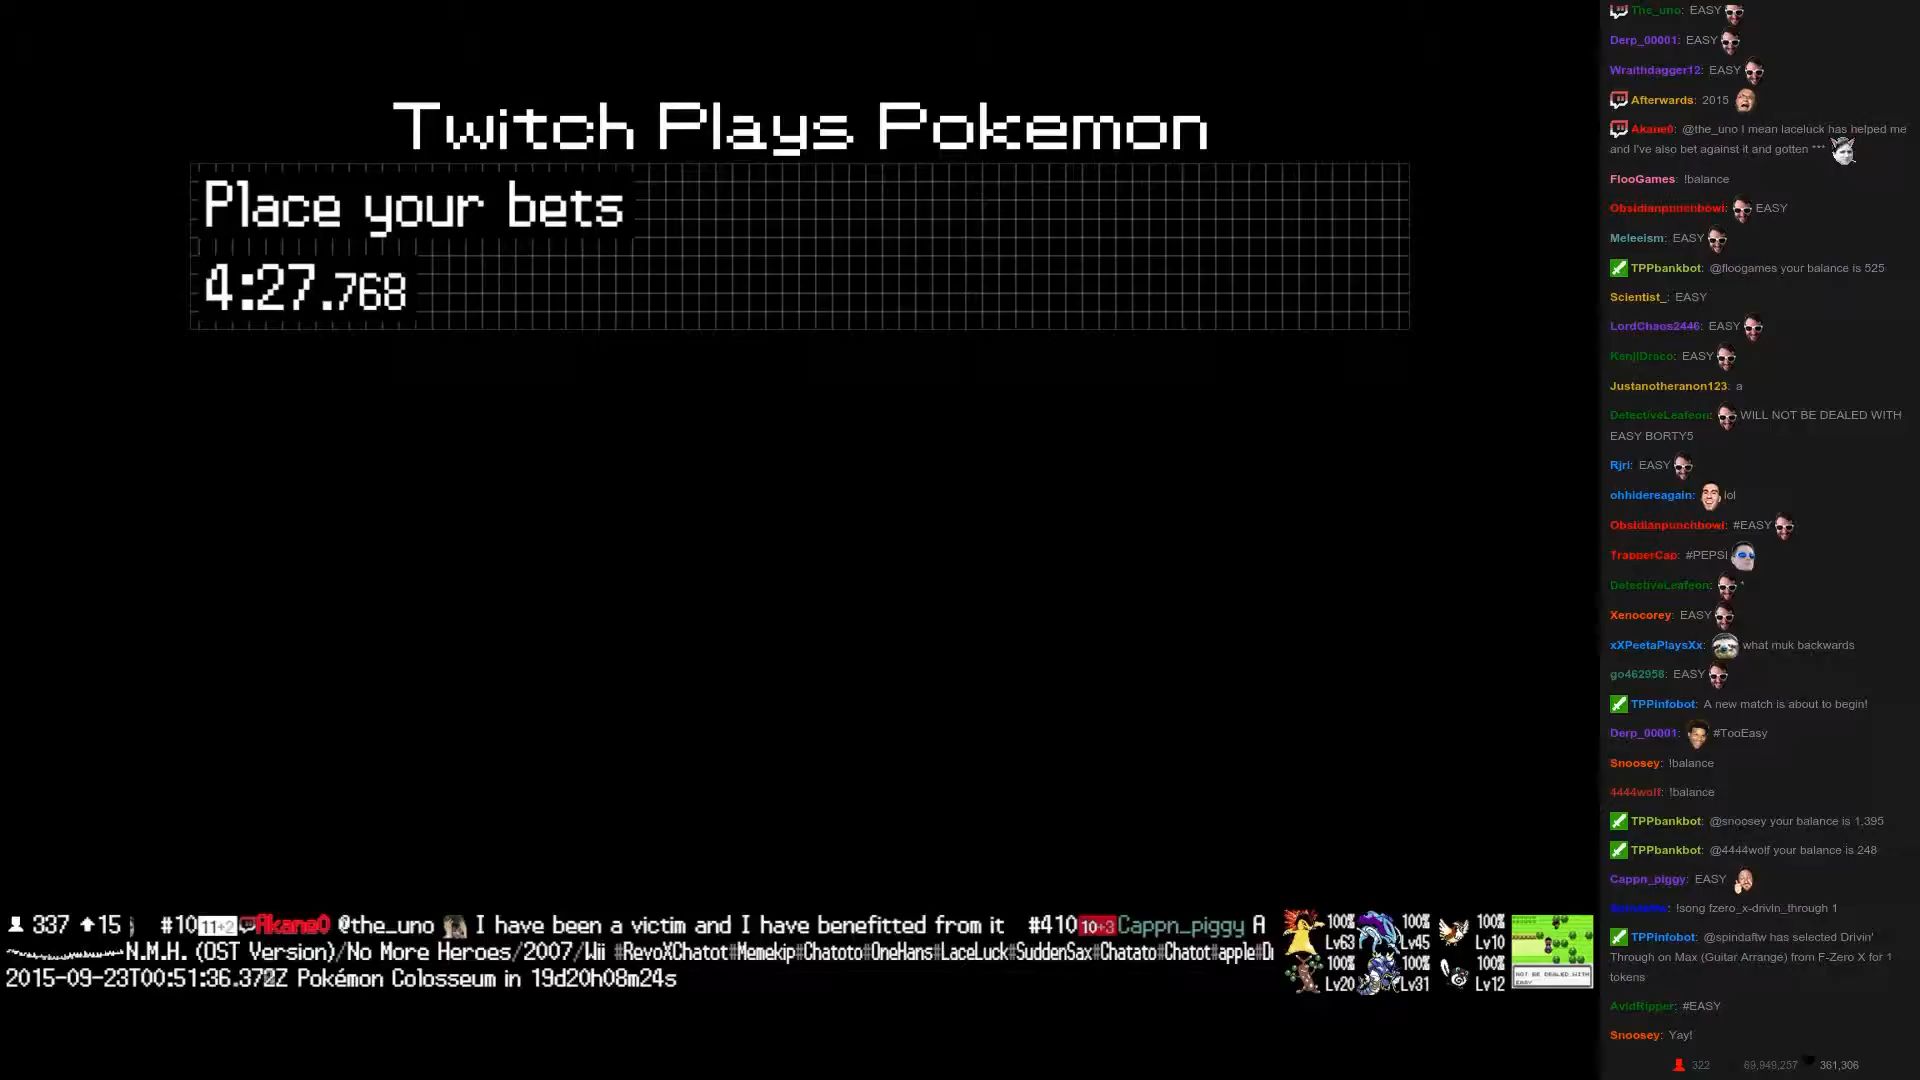 Twitch Plays Pokemon
Place your bets
4:27.768
337 15 #10 11+2 Akane0 @the_uno I have been a victim and I have benefitted from it #410 10+3 Cappn_piggy A
N.M.H. (OST Version)/No More Heroes/2007/Wii #RevoXChatot#Memekip#Chatoto#OneHans#LaceLuck#SuddenSax#Chatato#Chatot#apple#D
2015-09-23T00:51:36.372Z Pokémon Colosseum in 19d20h08m24s
100% 100% 100%
Lv63 Lv45 Lv10
100% 100% 100%
Lv20 Lv31 Lv12
NOT BE DEALED WITH
EASY
The_uno: EASY
Derp_00001: EASY
Wraithdagger12: EASY
Afterwards: 2015
Akane0: @the_uno I mean laceluck has helped me
and I've also bet against it and gotten ***
FlooGames: !balance
Obsidianpunchbowl: EASY
Meleeism: EASY
TPPbankbot: @floogames your balance is 525
Scientist_: EASY
LordChaos2446: EASY
KenjiDraco: EASY
Justanotheranon123: a
DetectiveLeafeon: WILL NOT BE DEALED WITH
EASY BORTY5
Rjri: EASY
ohhidereagain: lol
Obsidianpunchbowl: #EASY
TrapperCap: #PEPSI
DetectiveLeafeon: *
Xenocorey: EASY
xXPeetaPlaysXx: what muk backwards
go462958: EASY
TPPinfobot: A new match is about to begin!
Derp_00001: #TooEasy
Snoosey: !balance
4444wolf: !balance
TPPbankbot: @snoosey your balance is 1,395
TPPbankbot: @4444wolf your balance is 248
Cappn_piggy: EASY
Spindaftw: !song fzero_x-drivin_through 1
TPPinfobot: @spindaftw has selected Drivin'
Through on Max (Guitar Arrange) from F-Zero X for 1
tokens
AvidRipper: #EASY
Snoosey: Yay!
322 69,949,257 361,306